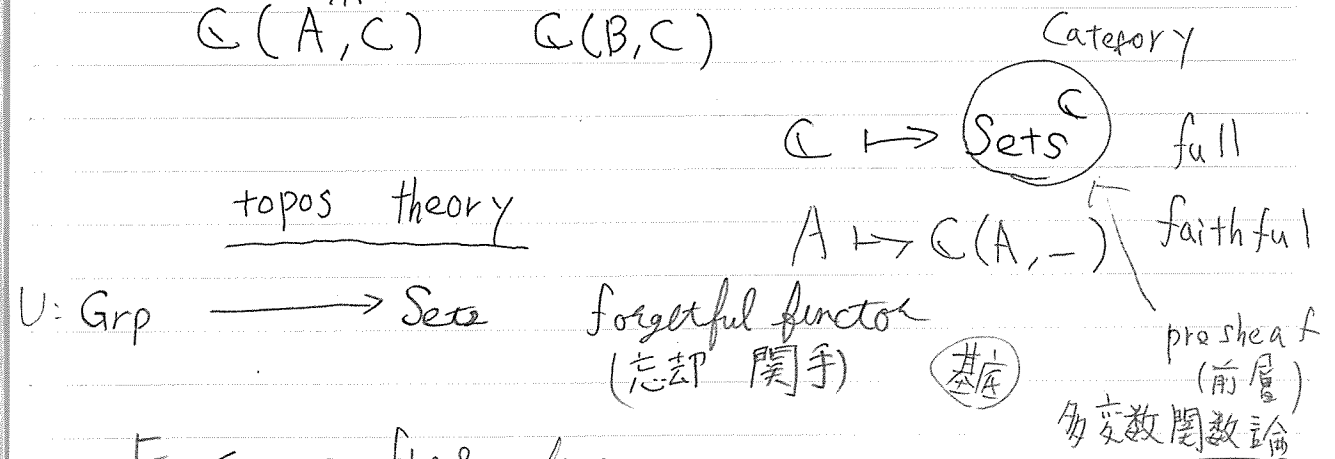 ℂ(A,C) ℂ(B,C) Category
ℂ ↦ Sets^ℂ full
topos theory
A ↦ ℂ(A,−) faithful
U: Grp → Sets forgetful functor
presheaf
(忘却 関手) 基底 (前層)
多変数関数論